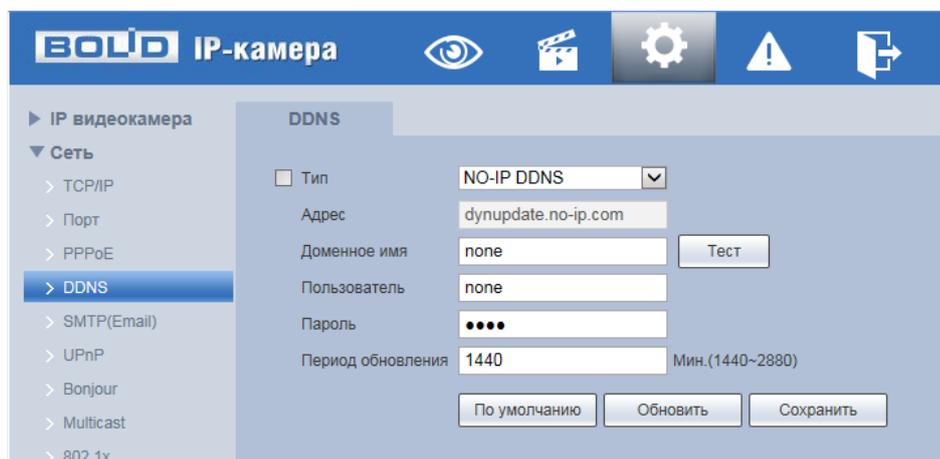 BOLID IP-камера
IP видеокамера
Сеть
TCP/IP
Порт
PPPoE
DDNS
SMTP(Email)
UPnP
Bonjour
Multicast
802.1x
DDNS
Тип NO-IP DDNS
Адрес dynupdate.no-ip.com
Доменное имя none Тест
Пользователь none
Пароль ●●●●
Период обновления 1440 Мин.(1440~2880)
По умолчанию Обновить Сохранить